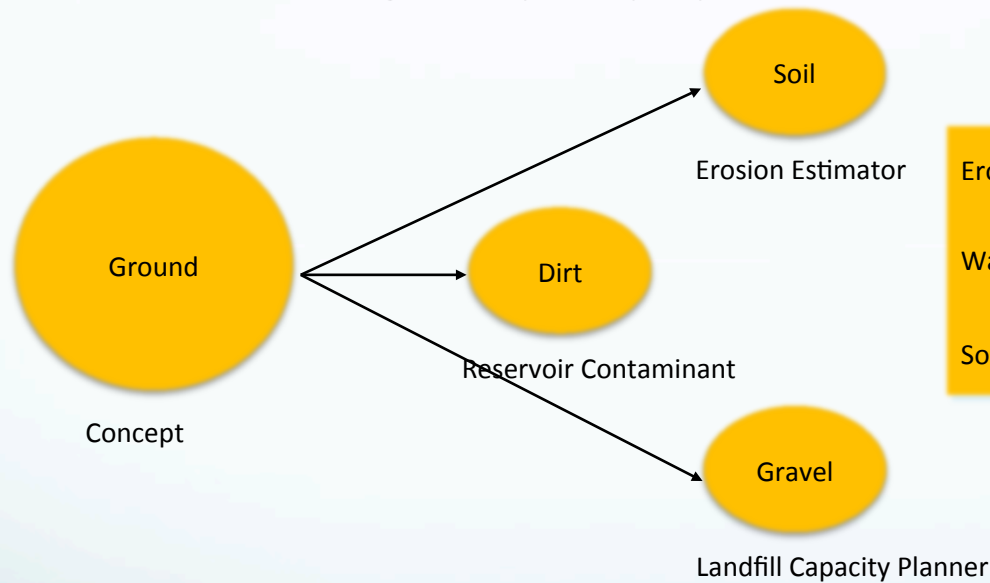 Soil
Erosion Estimator
Ground
Dirt
Reservoir Contaminant
Concept
Gravel
Landfill Capacity Planner